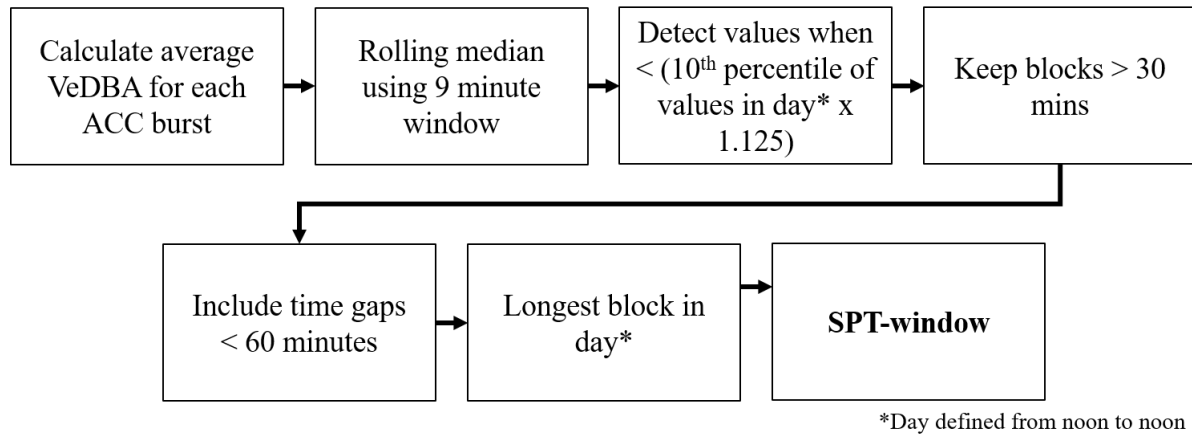 Calculate average
VeDBA for each
ACC burst
Rolling median
using 9 minute
window
Detect values when
< (10th percentile of
values in day* x
1.125)
Keep blocks > 30
mins
Include time gaps
< 60 minutes
Longest block in
day*
SPT-window
*Day defined from noon to noon